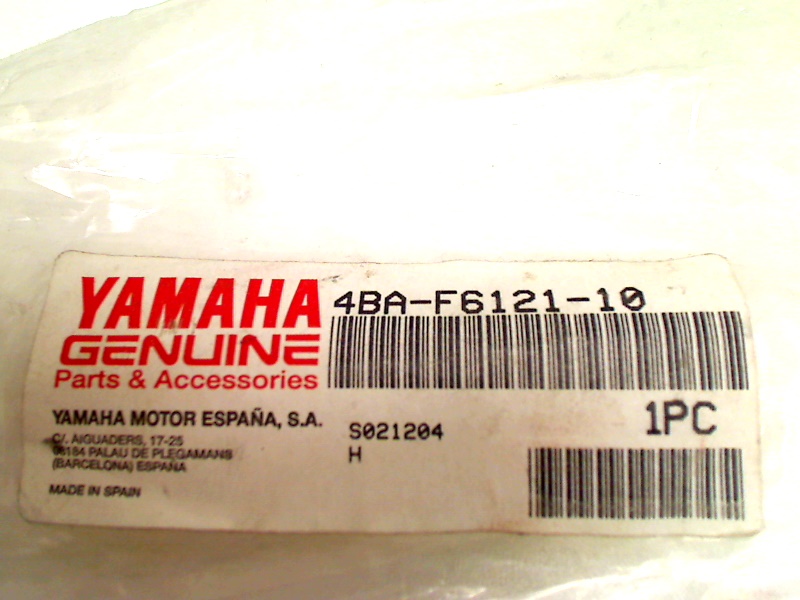 YAMAHA
GENUINE
Parts & Accessories
4BA-F6121-10
YAMAHA MOTOR ESPAÑA, S.A.
C/. AIGUADERS, 17-25
08184 PALAU DE PLEGAMANS
(BARCELONA) ESPAÑA
MADE IN SPAIN
S021204
H
1PC